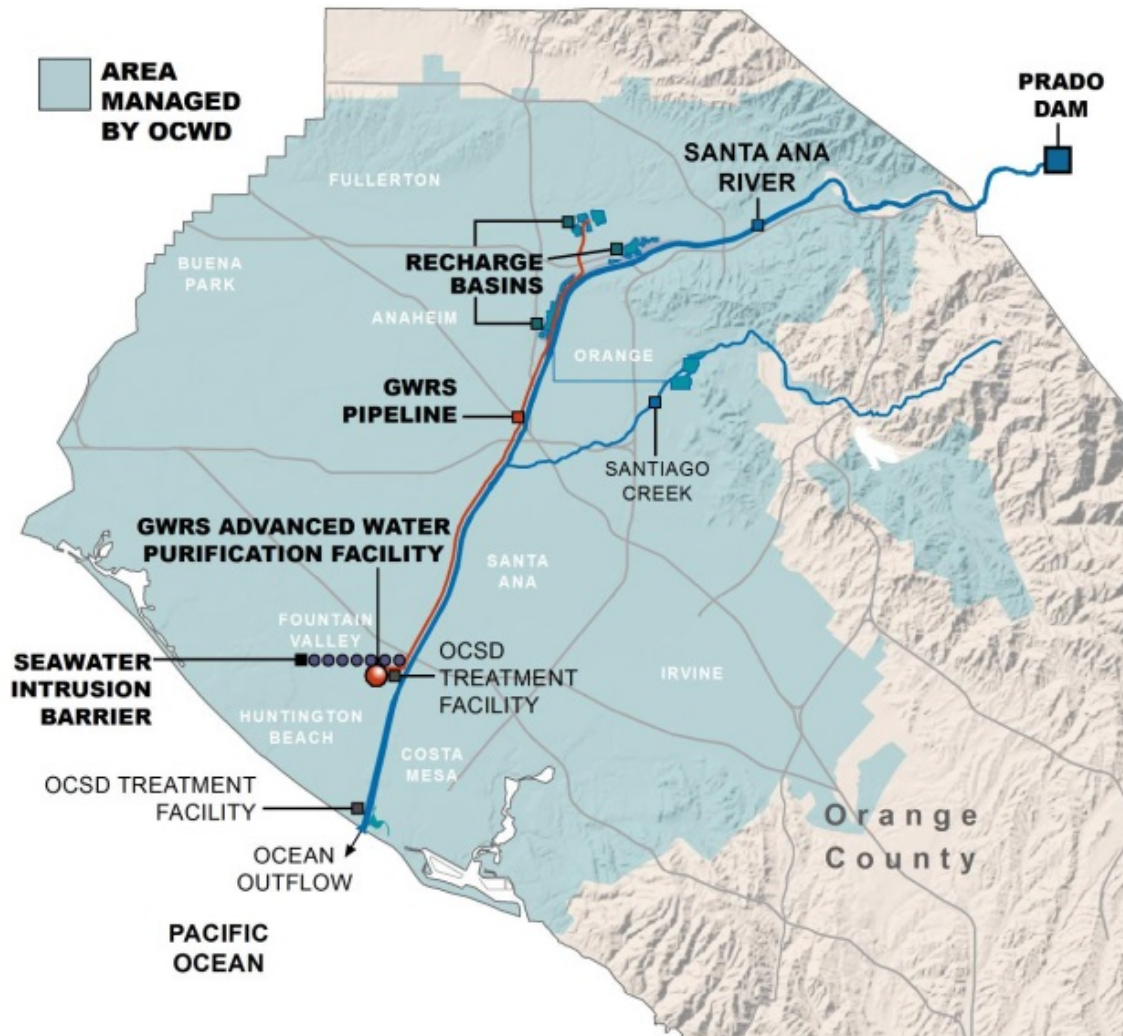 AREA
MANAGED
BY OCWD
PRADO
DAM
SANTA ANA
RIVER
FULLERTON
RECHARGE
BASINS
BUENA
PARK
ANAHEIM
ORANGE
GWRS
PIPELINE
SANTIAGO
CREEK
GWRS ADVANCED WATER
PURIFICATION FACILITY
SANTA
ANA
FOUNTAIN
VALLEY
SEAWATER
INTRUSION
BARRIER
OCSD
TREATMENT
FACILITY
IRVINE
HUNTINGTON
BEACH
COSTA
MESA
OCSD TREATMENT
FACILITY
Orange
County
OCEAN
OUTFLOW
PACIFIC
OCEAN